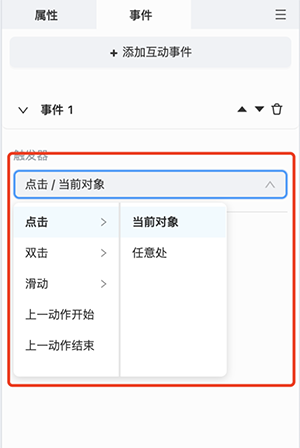 属性 事件
+ 添加互动事件
事件 1
触发器
点击 / 当前对象
点击 当前对象
双击 任意处
滑动
上一动作开始
上一动作结束